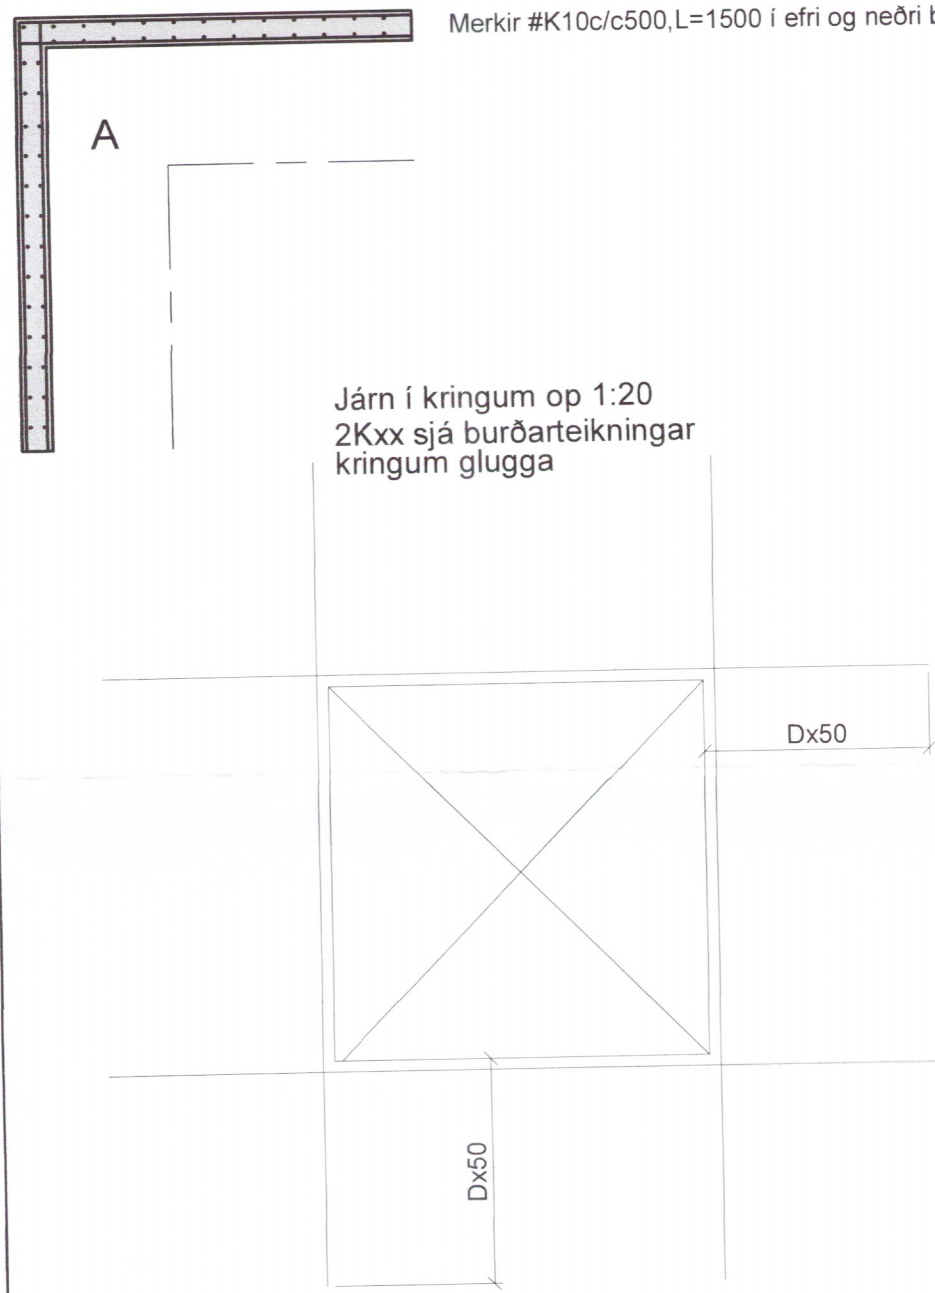 Merkir #K10c/c500,L=1500 í efri og neðri
A
Járn í kringum op 1:20
2Kxx sjá burðarteikningar
kringum glugga
Dx50
Dx50